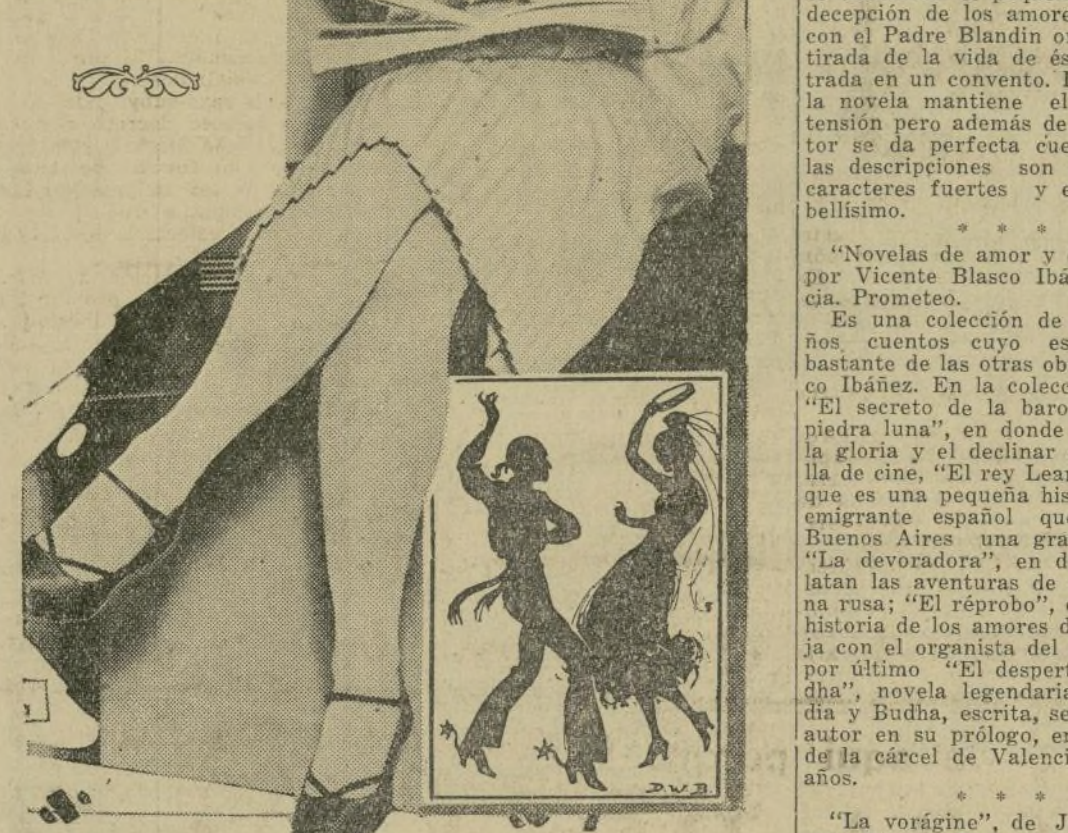 decepción de los amore
con el Padre Blandin or
tirada de la vida de és
trada en un convento.
la novela mantiene el
tensión pero además de
tor se da perfecta cue
las descripciones son
caracteres fuertes y e
bellísimo.
* * *
“Novelas de amor y
por Vicente Blasco Ibá
cia. Prometeo.
Es una colección de
ños cuentos cuyo es
bastante de las otras ob
co Ibáñez. En la colecc
“El secreto de la baro
piedra luna”, en donde
la gloria y el declinar
lla de cine, “El rey Lear
que es una pequeña his
emigrante español que
Buenos Aires una gra
“La devoradora”, en d
latan las aventuras de
na rusa; “El réprobo”,
historia de los amores d
ja con el organista del
por último “El despert
dha”, novela legendaria
dia y Budha, escrita, se
autor en su prólogo, en
de la cárcel de Valenci
años.
* * *
“La vorágine”, de J
D.W.B.